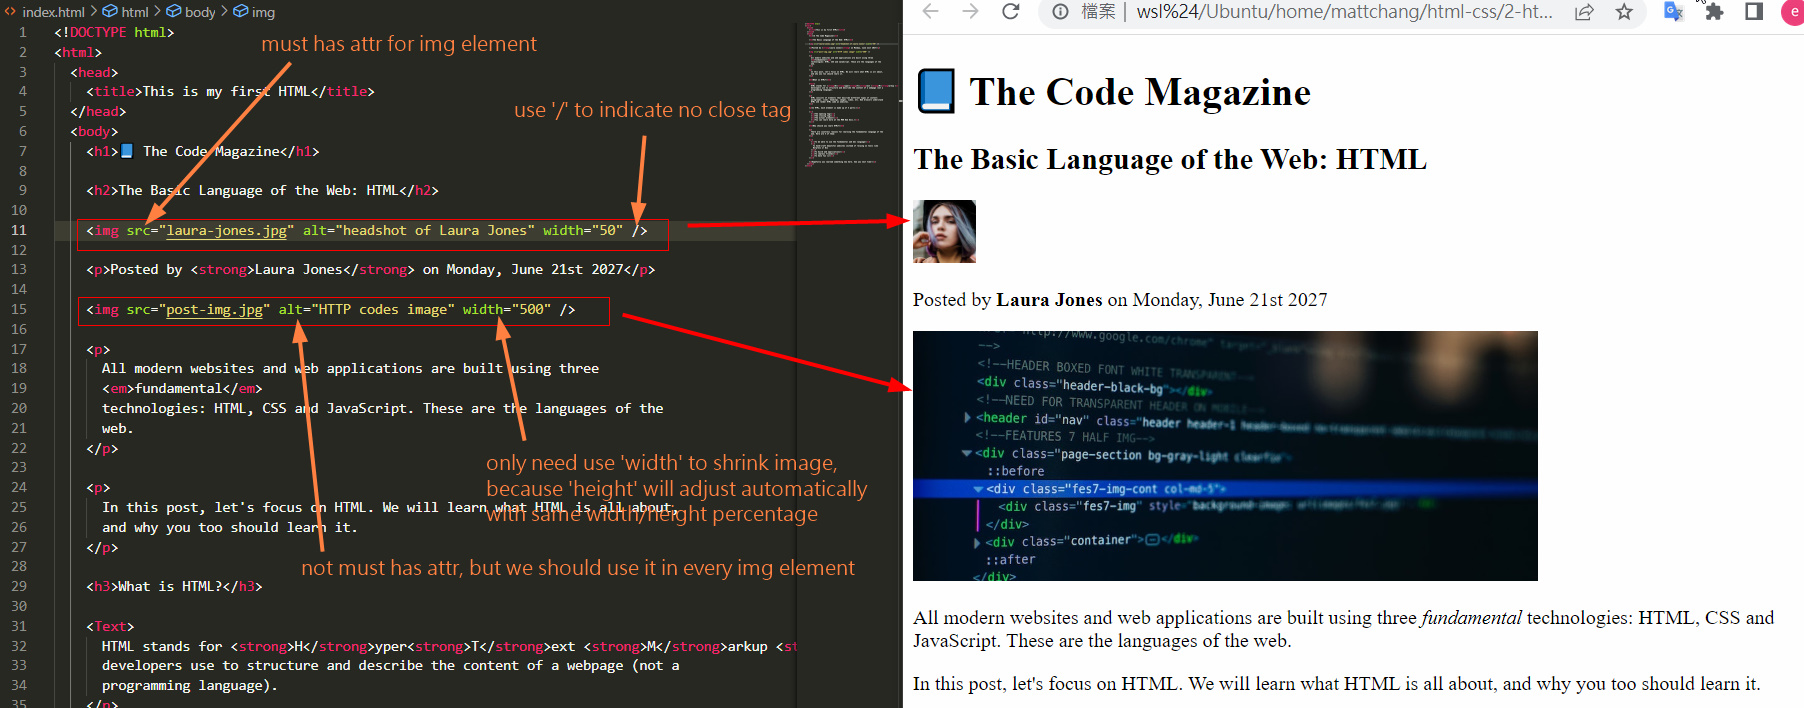 index.html > html > body > img
1 <!DOCTYPE html>
2 <html>
3 <head>
4 <title>This is my first HTML</title>
5 </head>
6 <body>
7 <h1>📘 The Code Magazine</h1>
8
9 <h2>The Basic Language of the Web: HTML</h2>
10
11 <img src="laura-jones.jpg" alt="headshot of Laura Jones" width="50" />
12
13 <p>Posted by <strong>Laura Jones</strong> on Monday, June 21st 2027</p>
14
15 <img src="post-img.jpg" alt="HTTP codes image" width="500" />
16
17 <p>
18 All modern websites and web applications are built using three
19 <em>fundamental</em>
20 technologies: HTML, CSS and JavaScript. These are the languages of the
21 web.
22 </p>
23
24 <p>
25 In this post, let's focus on HTML. We will learn what HTML is all about,
26 and why you too should learn it.
27 </p>
28
29 <h3>What is HTML?</h3>
30
31 <Text>
32 HTML stands for <strong>H</strong>yper<strong>T</strong>ext <strong>M</strong>arkup <st
33 developers use to structure and describe the content of a webpage (not a
34 programming language).
35 </p>
must has attr for img element
use '/' to indicate no close tag
only need use 'width' to shrink image,
because 'height' will adjust automatically
with same width/height percentage
not must has attr, but we should use it in every img element
檔案 | wsl%24/Ubuntu/home/mattchang/html-css/2-ht...
e
📘 The Code Magazine
The Basic Language of the Web: HTML
Posted by Laura Jones on Monday, June 21st 2027
http://www.google.com/chrome" target=
-->
<!--HEADER BOXED FONT WHITE TRANSPARENT-->
<div class="header-black-bg"></div>
<!--NEED FOR TRANSPARENT HEADER ON MOBILE-->
<header id="nav" class="header header-1
<!--FEATURES 7 HALF IMG-->
<div class="page-section bg-gray-light clearfix">
::before
<div class="fes7-img-cont col-md-5">
<div class="fes7-img" style="background-image:
</div>
<div class="container">…</div>
::after
</div>
All modern websites and web applications are built using three fundamental technologies: HTML, CSS and
JavaScript. These are the languages of the web.
In this post, let's focus on HTML. We will learn what HTML is all about, and why you too should learn it.